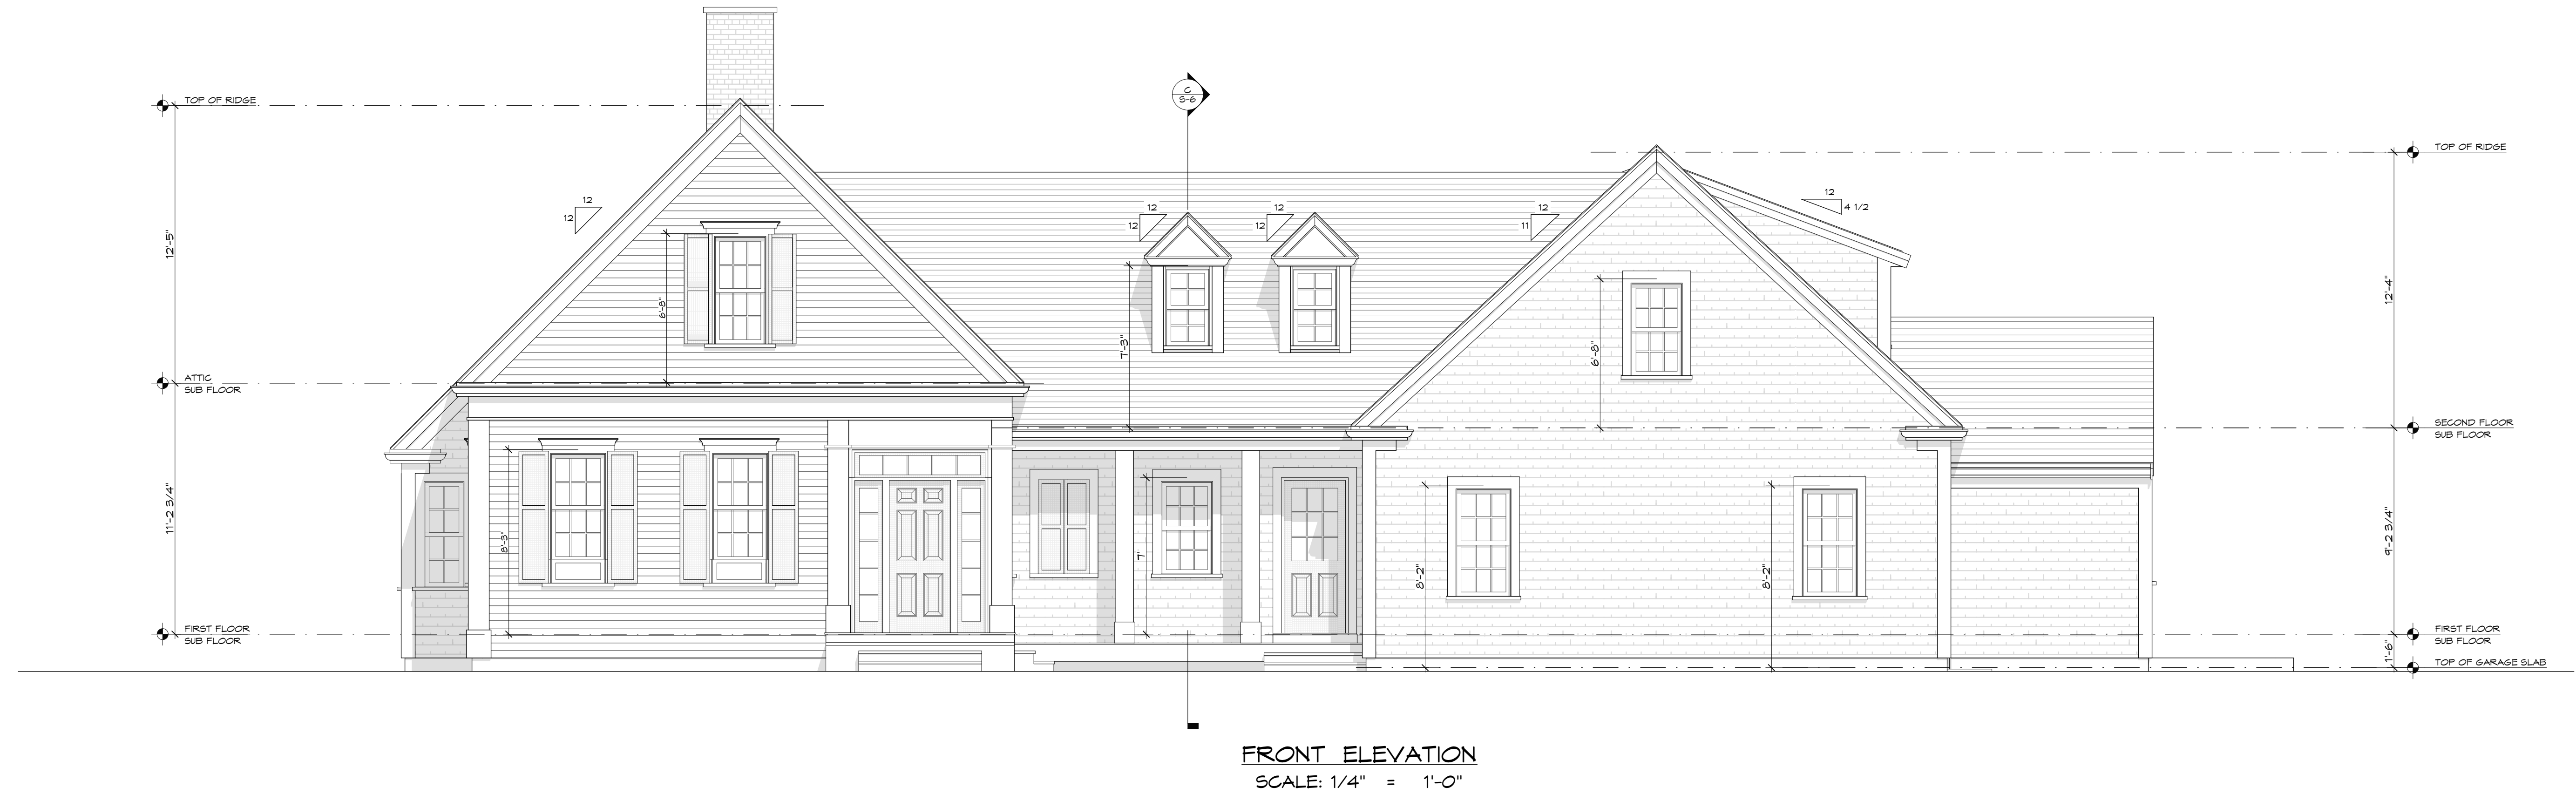 C
S-6
TOP OF RIDGE
TOP OF RIDGE
12
4 1/2
12
12
12
12
12
12
12
11
12'-5"
12'-4"
6'-8"
7'-3"
6'-8"
ATTIC
SUB FLOOR
SECOND FLOOR
SUB FLOOR
11'-2 3/4"
8'-3"
7'
8'-2"
8'-2"
9'-2 3/4"
FIRST FLOOR
SUB FLOOR
FIRST FLOOR
SUB FLOOR
1'-6"
TOP OF GARAGE SLAB
FRONT ELEVATION
SCALE: 1/4" = 1'-0"